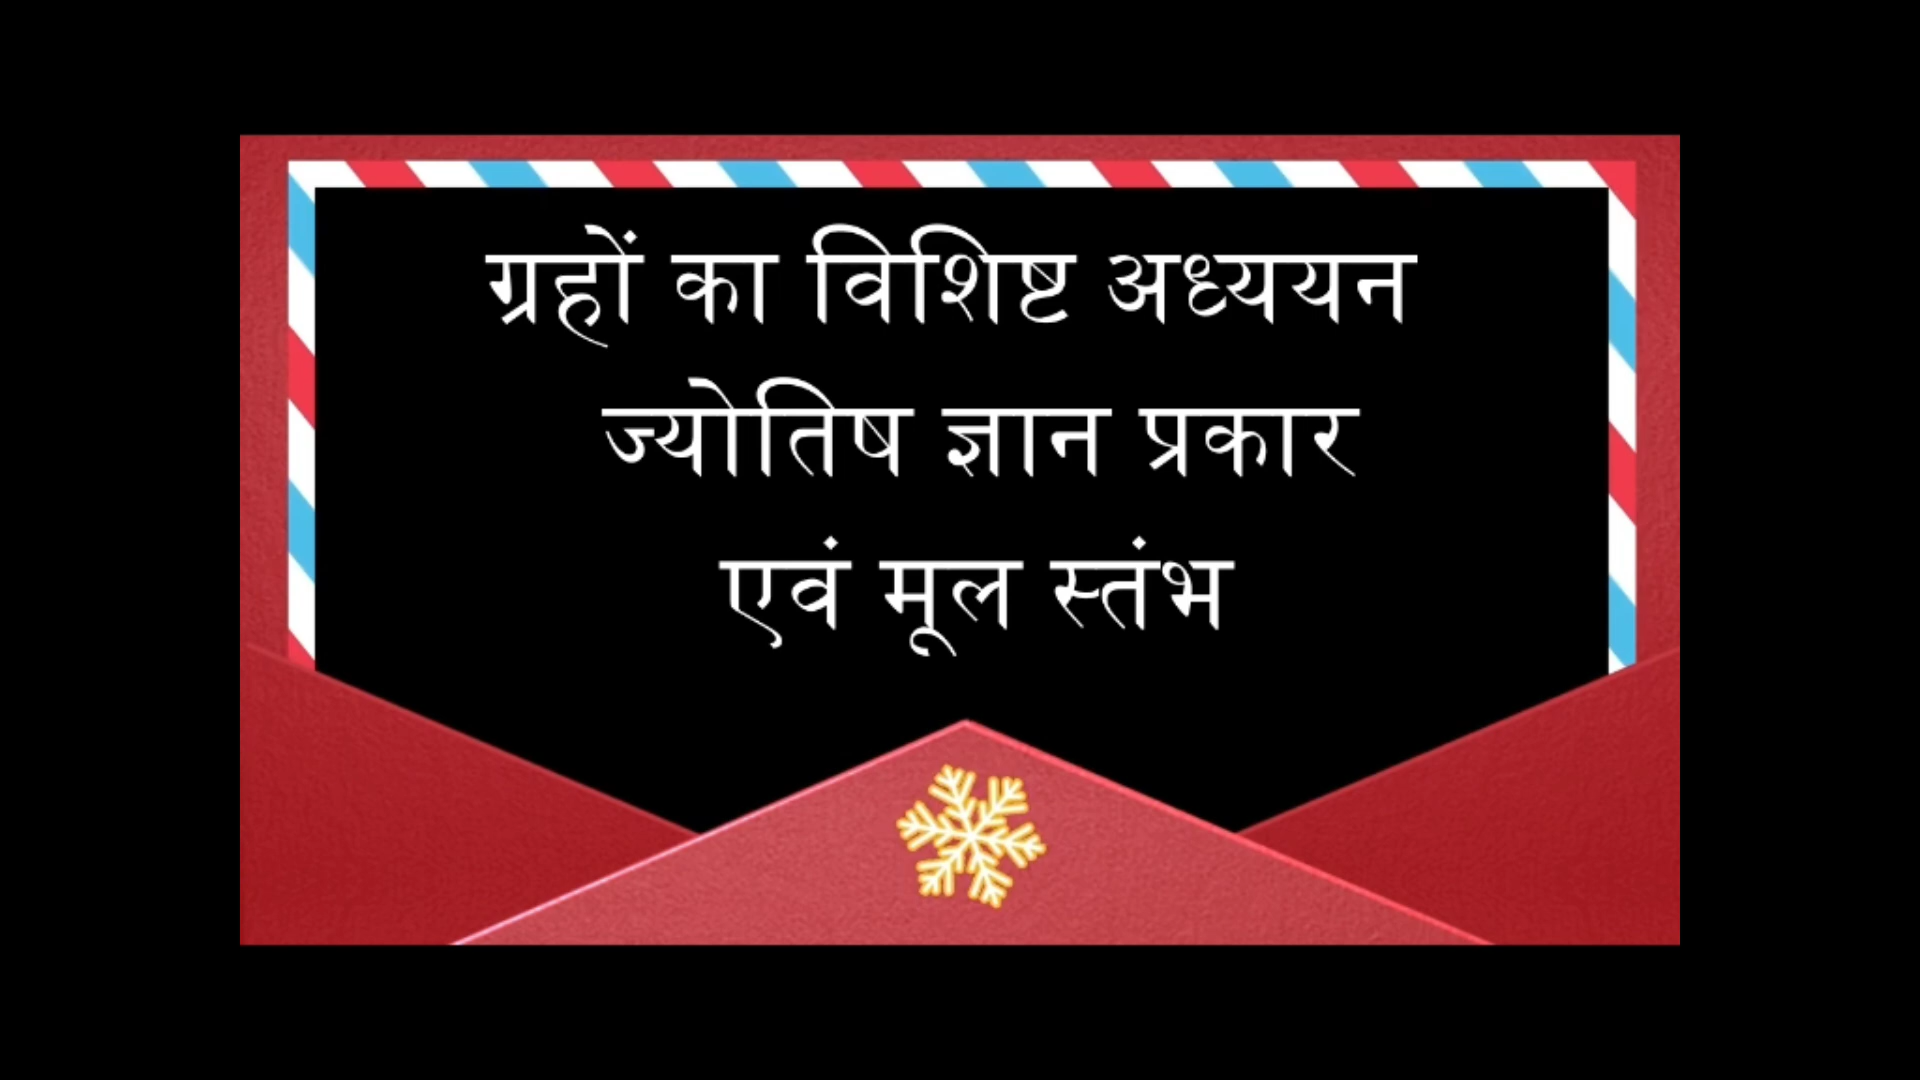 ग्रहों का विशिष्ट अध्ययन
ज्योतिष ज्ञान प्रकार
एवं मूल स्तंभ